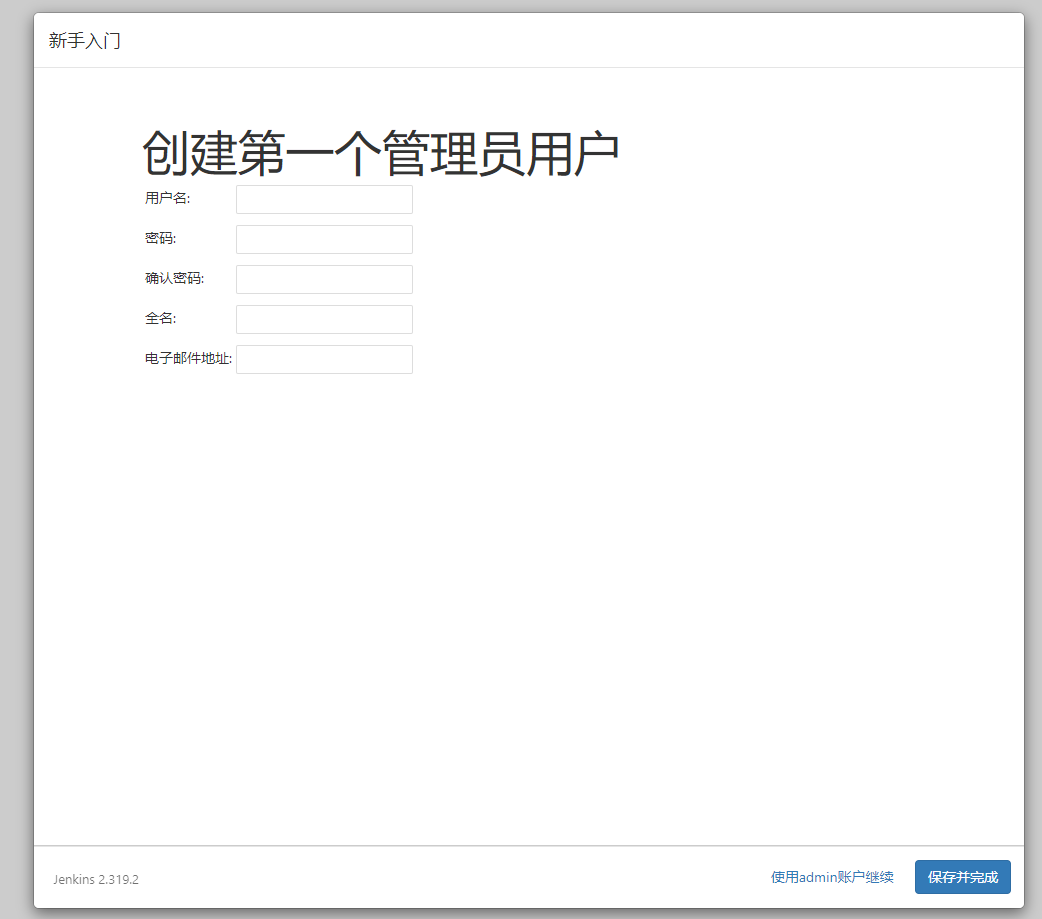 新手入门
创建第一个管理员用户
用户名:
密码:
确认密码:
全名:
电子邮件地址:
Jenkins 2.319.2
使用admin账户继续
保存并完成